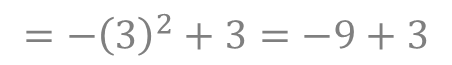 = −(3)² + 3 = −9 + 3